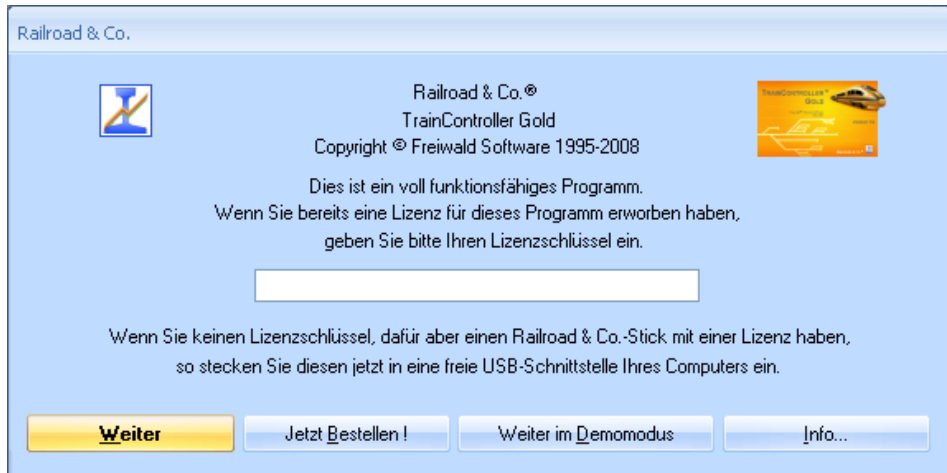 Railroad & Co.
Railroad & Co.®
TrainController Gold
Copyright © Freiwald Software 1995-2008
TRAINCONTROLLER
GOLD
Dies ist ein voll funktionsfähiges Programm.
Wenn Sie bereits eine Lizenz für dieses Programm erworben haben,
geben Sie bitte Ihren Lizenzschlüssel ein.
Wenn Sie keinen Lizenzschlüssel, dafür aber einen Railroad & Co.-Stick mit einer Lizenz haben,
so stecken Sie diesen jetzt in eine freie USB-Schnittstelle Ihres Computers ein.
Weiter
Jetzt Bestellen !
Weiter im Demomodus
Info...